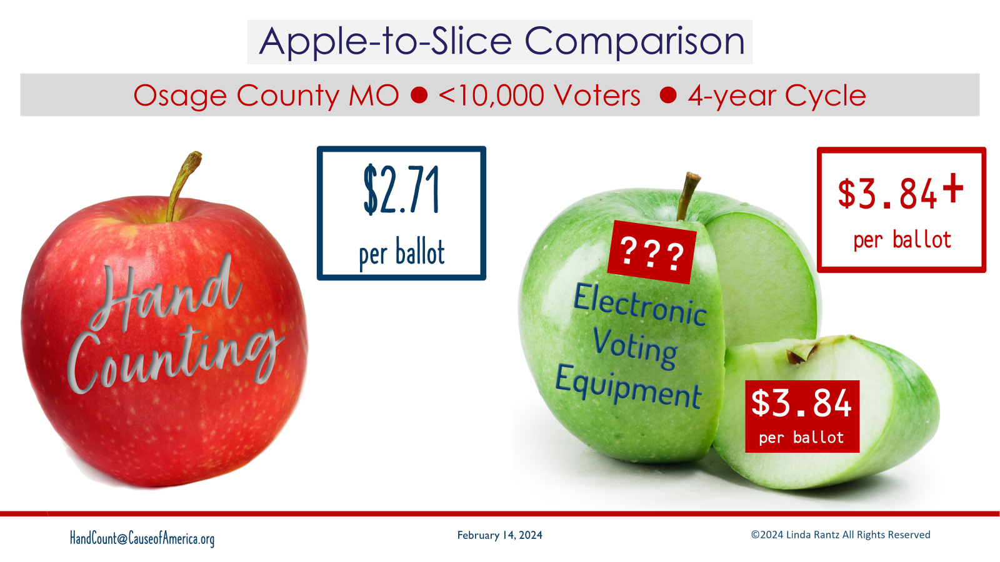 Apple-to-Slice Comparison
Osage County MO ● <10,000 Voters ● 4-year Cycle
Hand
Counting
$2.71
per ballot
???
Electronic
Voting
Equipment
$3.84
per ballot
$3.84+
per ballot
HandCount@CauseofAmerica.org
February 14, 2024
©2024 Linda Rantz All Rights Reserved